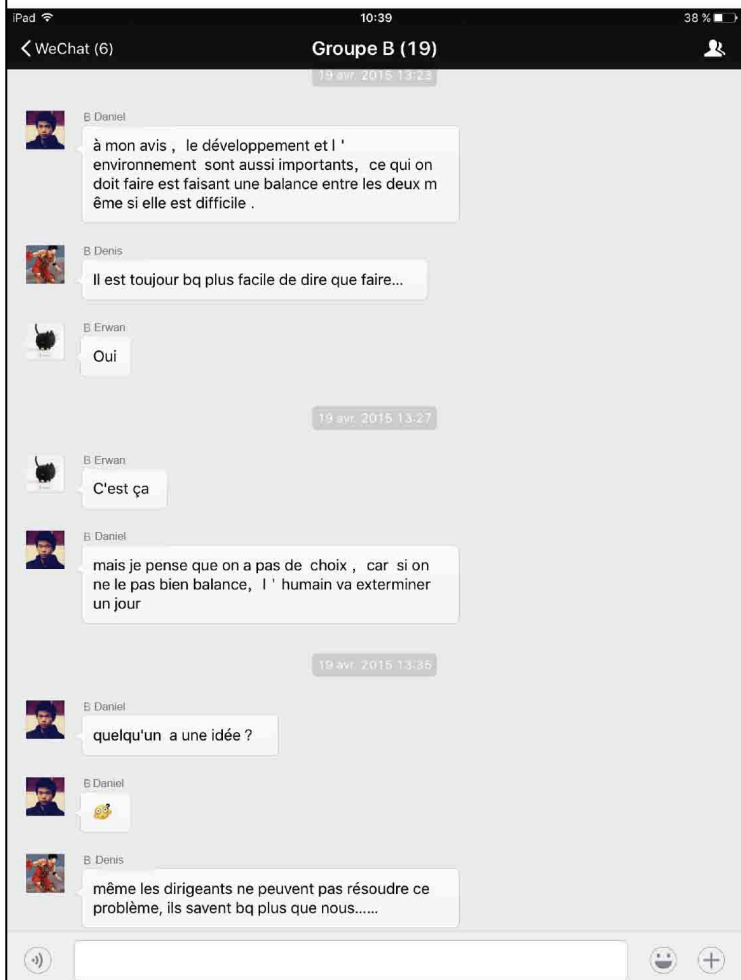 iPad 10:39 38 %
WeChat (6) Groupe B (19)
19 avr. 2015 13:23
B Daniel
à mon avis , le développement et l '
environnement sont aussi importants, ce qui on
doit faire est faisant une balance entre les deux m
ême si elle est difficile .
B Denis
Il est toujour bq plus facile de dire que faire...
B Erwan
Oui
19 avr. 2015 13:27
B Erwan
C'est ça
B Daniel
mais je pense que on a pas de choix , car si on
ne le pas bien balance, l ' humain va exterminer
un jour
19 avr. 2015 13:35
B Daniel
quelqu'un a une idée ?
B Daniel
B Denis
même les dirigeants ne peuvent pas résoudre ce
problème, ils savent bq plus que nous......